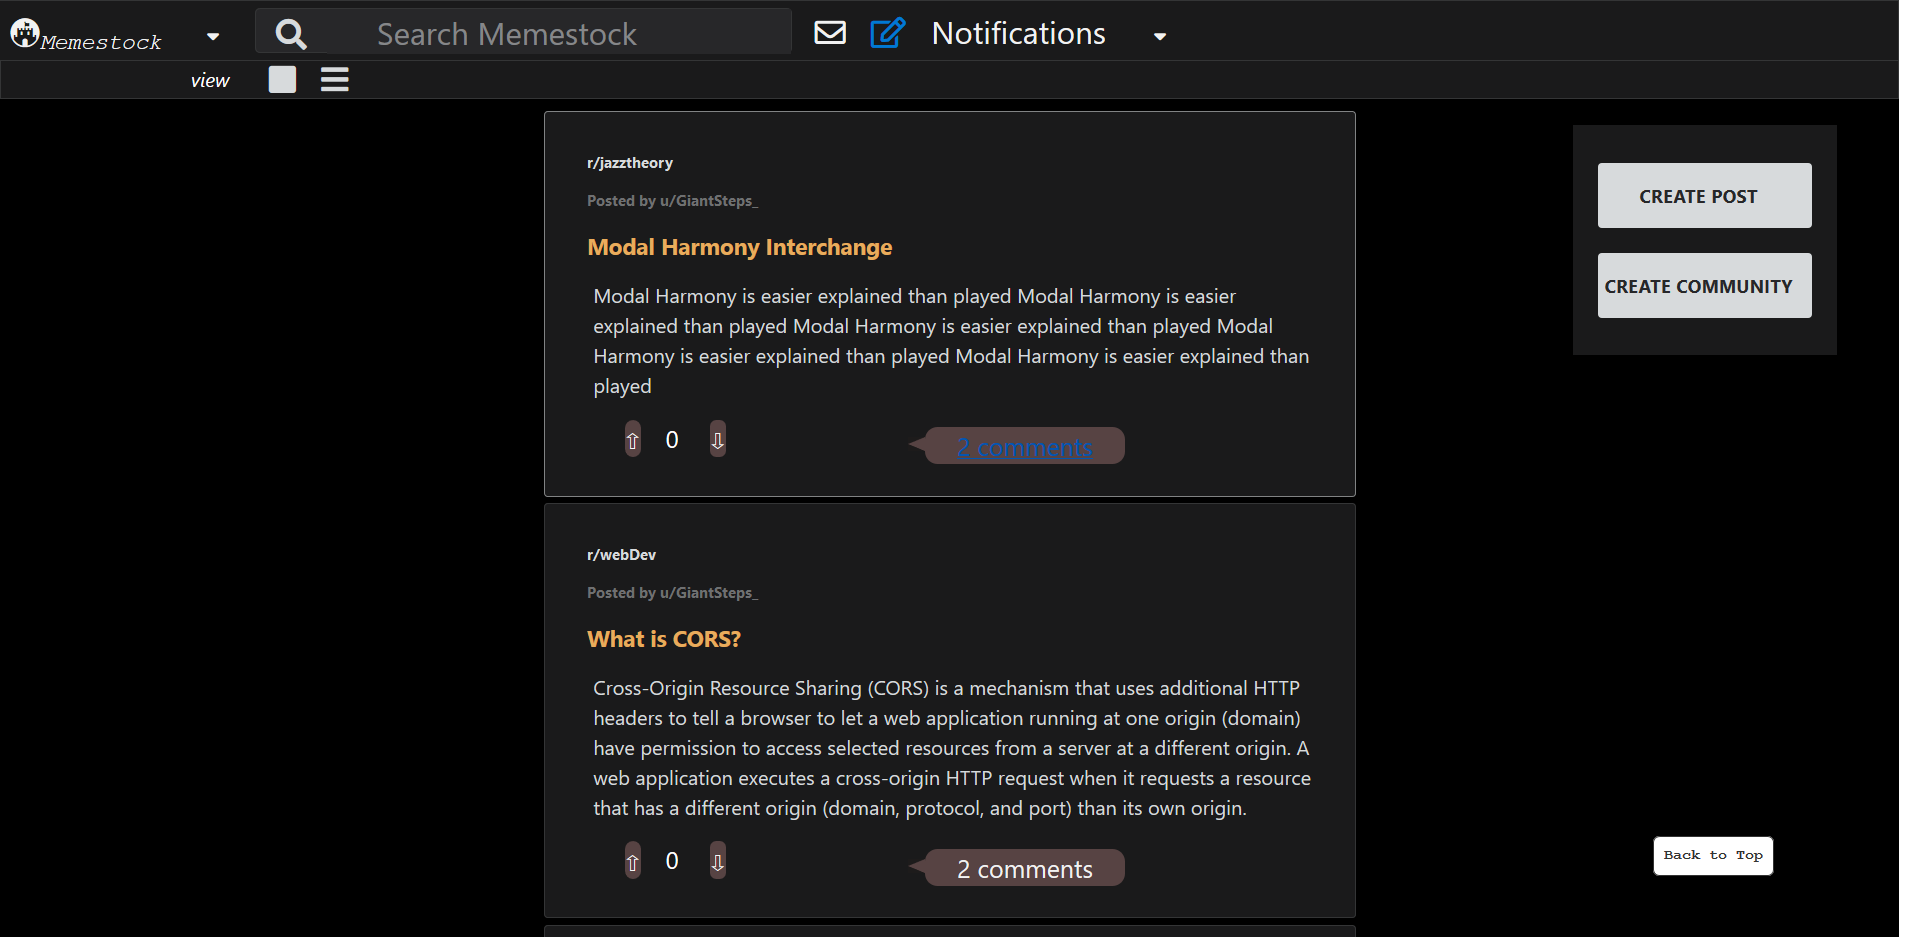 Memestock
Search Memestock
Notifications
view
r/jazztheory
Posted by u/GiantSteps_
Modal Harmony Interchange
Modal Harmony is easier explained than played Modal Harmony is easier
explained than played Modal Harmony is easier explained than played Modal
Harmony is easier explained than played Modal Harmony is easier explained than
played
⇧ 0 ⇩
2 comments
r/webDev
Posted by u/GiantSteps_
What is CORS?
Cross-Origin Resource Sharing (CORS) is a mechanism that uses additional HTTP
headers to tell a browser to let a web application running at one origin (domain)
have permission to access selected resources from a server at a different origin. A
web application executes a cross-origin HTTP request when it requests a resource
that has a different origin (domain, protocol, and port) than its own origin.
⇧ 0 ⇩
2 comments
CREATE POST
CREATE COMMUNITY
Back to Top